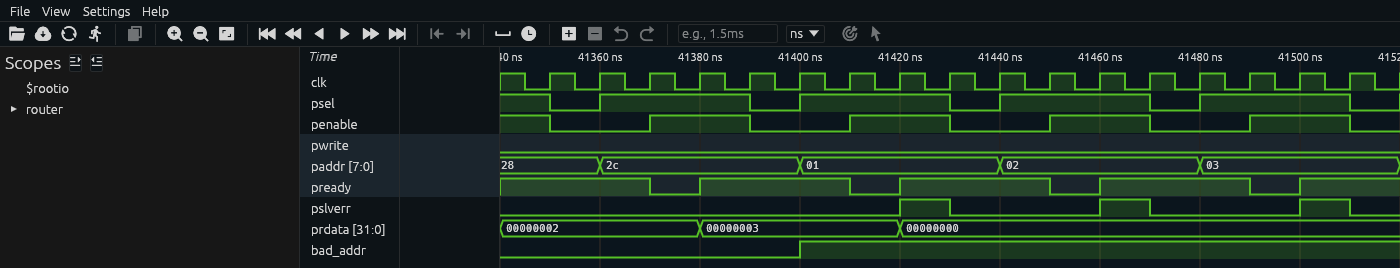 File View Settings Help
e.g., 1.5ms ns
Scopes
$rootio
router
Time 40 ns 41360 ns 41380 ns 41400 ns 41420 ns 41440 ns 41460 ns 41480 ns 41500 ns 4152
clk
psel
penable
pwrite
paddr [7:0] 28 2c 01 02 03
pready
pslverr
prdata [31:0] 00000002 00000003 00000000
bad_addr